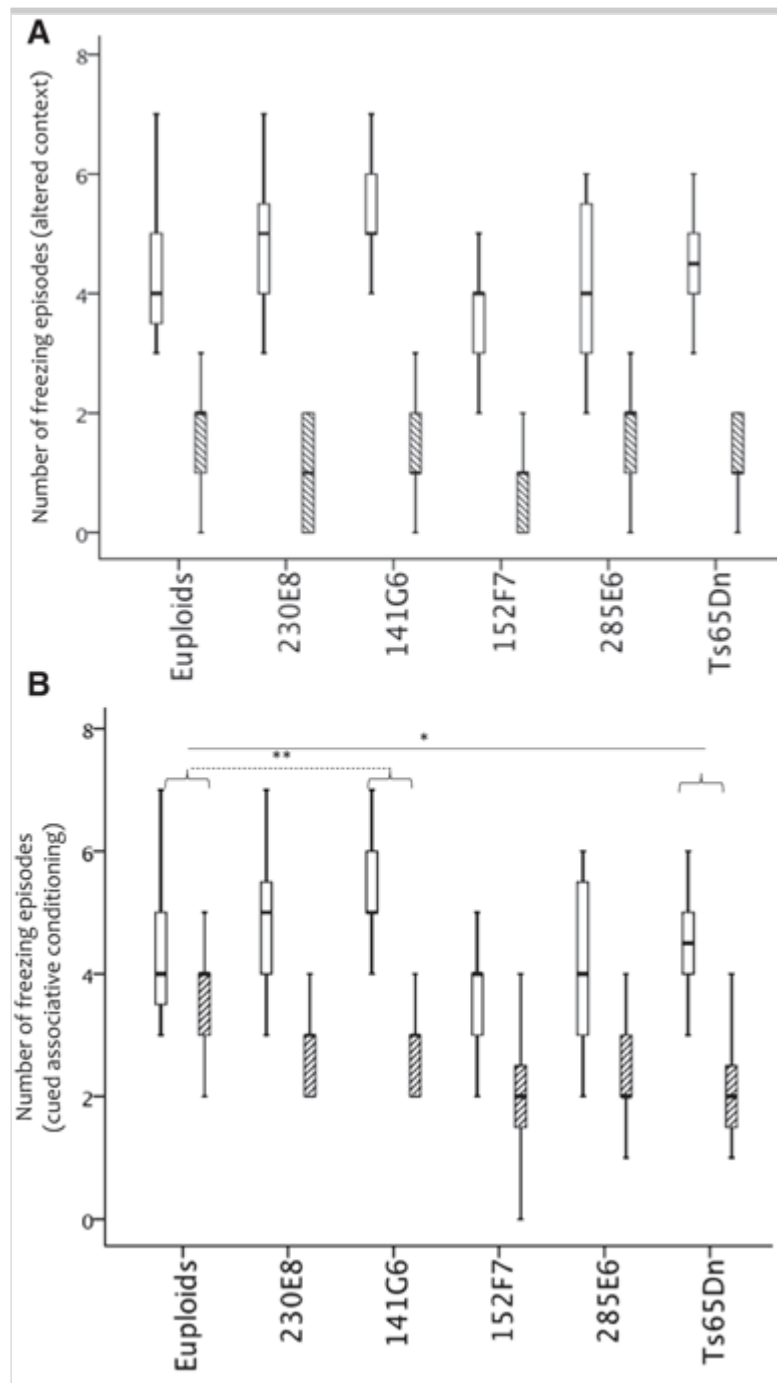 A
Number of freezing episodes (altered context)
8
6
4
2
0
Euploids
230E8
141G6
152F7
285E6
Ts65Dn
B
Number of freezing episodes
(cued associative conditioning)
8
6
4
2
0
*
**
Euploids
230E8
141G6
152F7
285E6
Ts65Dn